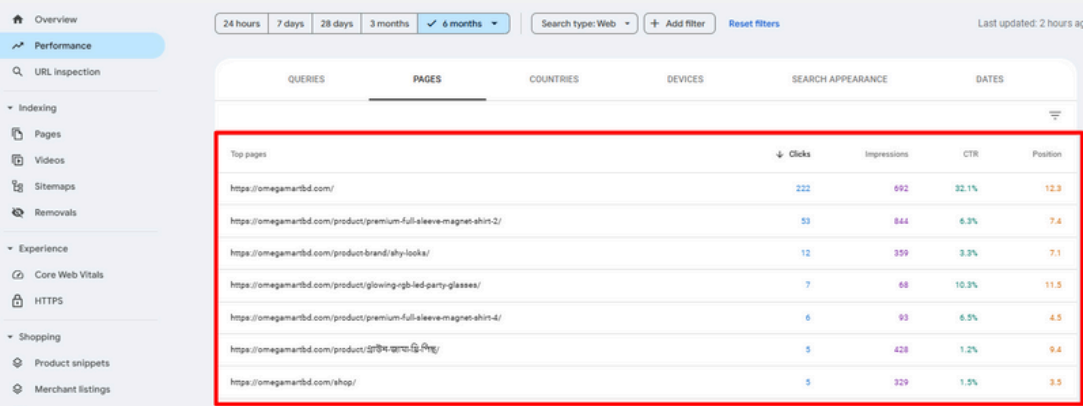 Overview
Performance
URL inspection
Indexing
Pages
Videos
Sitemaps
Removals
Experience
Core Web Vitals
HTTPS
Shopping
Product snippets
Merchant listings
24 hours 7 days 28 days 3 months 6 months Search type: Web Add filter Reset filters Last updated: 2 hours ag
QUERIES PAGES COUNTRIES DEVICES SEARCH APPEARANCE DATES
Top pages Clicks Impressions CTR Position
https://omegamartbd.com/ 222 692 32.1% 12.3
https://omegamartbd.com/product/premium-full-sleeve-magnet-shirt-2/ 53 844 6.3% 7.4
https://omegamartbd.com/product-brand/shy-looks/ 12 359 3.3% 7.1
https://omegamartbd.com/product/glowing-rgb-led-party-glasses/ 7 68 10.3% 11.5
https://omegamartbd.com/product/premium-full-sleeve-magnet-shirt-4/ 6 93 6.5% 4.5
https://omegamartbd.com/product/ 5 428 1.2% 9.4
https://omegamartbd.com/shop/ 5 329 1.5% 3.5